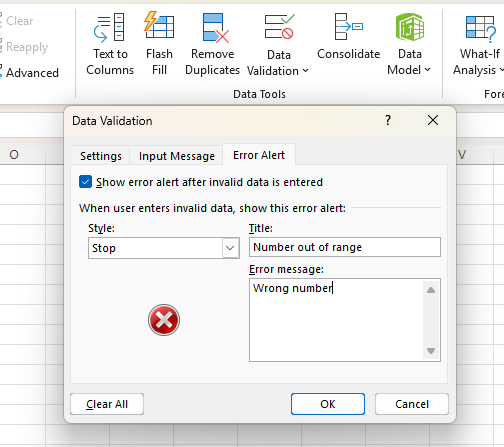 Clear
Reapply
Advanced
Text to
Columns
Flash
Fill
Remove
Duplicates
Data
Validation
Consolidate
Data
Model
What-If
Analysis
Data Tools
Fore
Data Validation
?
O
V
Settings
Input Message
Error Alert
Show error alert after invalid data is entered
When user enters invalid data, show this error alert:
Style:
Title:
Stop
Number out of range
Error message:
Wrong number
Clear All
OK
Cancel